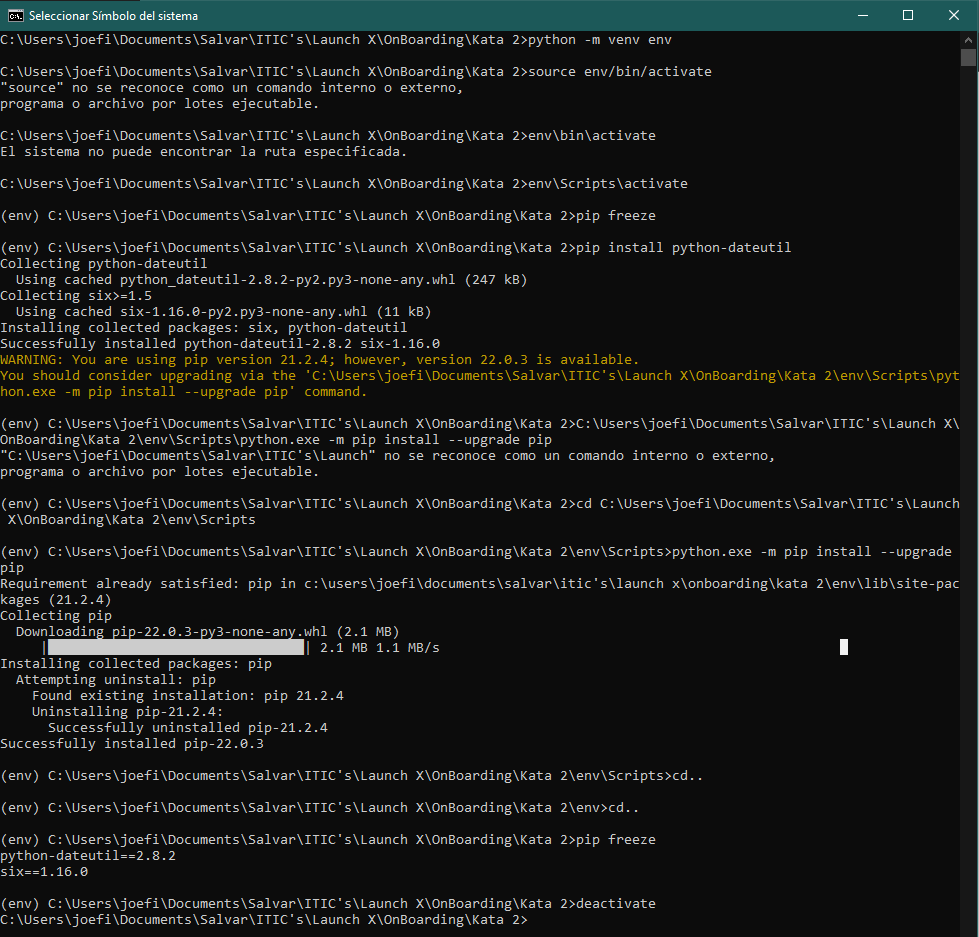 Seleccionar Símbolo del sistema
C:\Users\joefi\Documents\Salvar\ITIC's\Launch X\OnBoarding\Kata 2>python -m venv env
C:\Users\joefi\Documents\Salvar\ITIC's\Launch X\OnBoarding\Kata 2>source env/bin/activate
"source" no se reconoce como un comando interno o externo,
programa o archivo por lotes ejecutable.
C:\Users\joefi\Documents\Salvar\ITIC's\Launch X\OnBoarding\Kata 2>env\bin\activate
El sistema no puede encontrar la ruta especificada.
C:\Users\joefi\Documents\Salvar\ITIC's\Launch X\OnBoarding\Kata 2>env\Scripts\activate
(env) C:\Users\joefi\Documents\Salvar\ITIC's\Launch X\OnBoarding\Kata 2>pip freeze
(env) C:\Users\joefi\Documents\Salvar\ITIC's\Launch X\OnBoarding\Kata 2>pip install python-dateutil
Collecting python-dateutil
  Using cached python_dateutil-2.8.2-py2.py3-none-any.whl (247 kB)
Collecting six>=1.5
  Using cached six-1.16.0-py2.py3-none-any.whl (11 kB)
Installing collected packages: six, python-dateutil
Successfully installed python-dateutil-2.8.2 six-1.16.0
WARNING: You are using pip version 21.2.4; however, version 22.0.3 is available.
You should consider upgrading via the 'C:\Users\joefi\Documents\Salvar\ITIC's\Launch X\OnBoarding\Kata 2\env\Scripts\pyt
hon.exe -m pip install --upgrade pip' command.
(env) C:\Users\joefi\Documents\Salvar\ITIC's\Launch X\OnBoarding\Kata 2>C:\Users\joefi\Documents\Salvar\ITIC's\Launch X\
OnBoarding\Kata 2\env\Scripts\python.exe -m pip install --upgrade pip
"C:\Users\joefi\Documents\Salvar\ITIC's\Launch" no se reconoce como un comando interno o externo,
programa o archivo por lotes ejecutable.
(env) C:\Users\joefi\Documents\Salvar\ITIC's\Launch X\OnBoarding\Kata 2>cd C:\Users\joefi\Documents\Salvar\ITIC's\Launch
 X\OnBoarding\Kata 2\env\Scripts
(env) C:\Users\joefi\Documents\Salvar\ITIC's\Launch X\OnBoarding\Kata 2\env\Scripts>python.exe -m pip install --upgrade
pip
Requirement already satisfied: pip in c:\users\joefi\documents\salvar\itic's\launch x\onboarding\kata 2\env\lib\site-pac
kages (21.2.4)
Collecting pip
  Downloading pip-22.0.3-py3-none-any.whl (2.1 MB)
     |                                | 2.1 MB 1.1 MB/s
Installing collected packages: pip
  Attempting uninstall: pip
    Found existing installation: pip 21.2.4
    Uninstalling pip-21.2.4:
      Successfully uninstalled pip-21.2.4
Successfully installed pip-22.0.3
(env) C:\Users\joefi\Documents\Salvar\ITIC's\Launch X\OnBoarding\Kata 2\env\Scripts>cd..
(env) C:\Users\joefi\Documents\Salvar\ITIC's\Launch X\OnBoarding\Kata 2\env>cd..
(env) C:\Users\joefi\Documents\Salvar\ITIC's\Launch X\OnBoarding\Kata 2>pip freeze
python-dateutil==2.8.2
six==1.16.0
(env) C:\Users\joefi\Documents\Salvar\ITIC's\Launch X\OnBoarding\Kata 2>deactivate
C:\Users\joefi\Documents\Salvar\ITIC's\Launch X\OnBoarding\Kata 2>